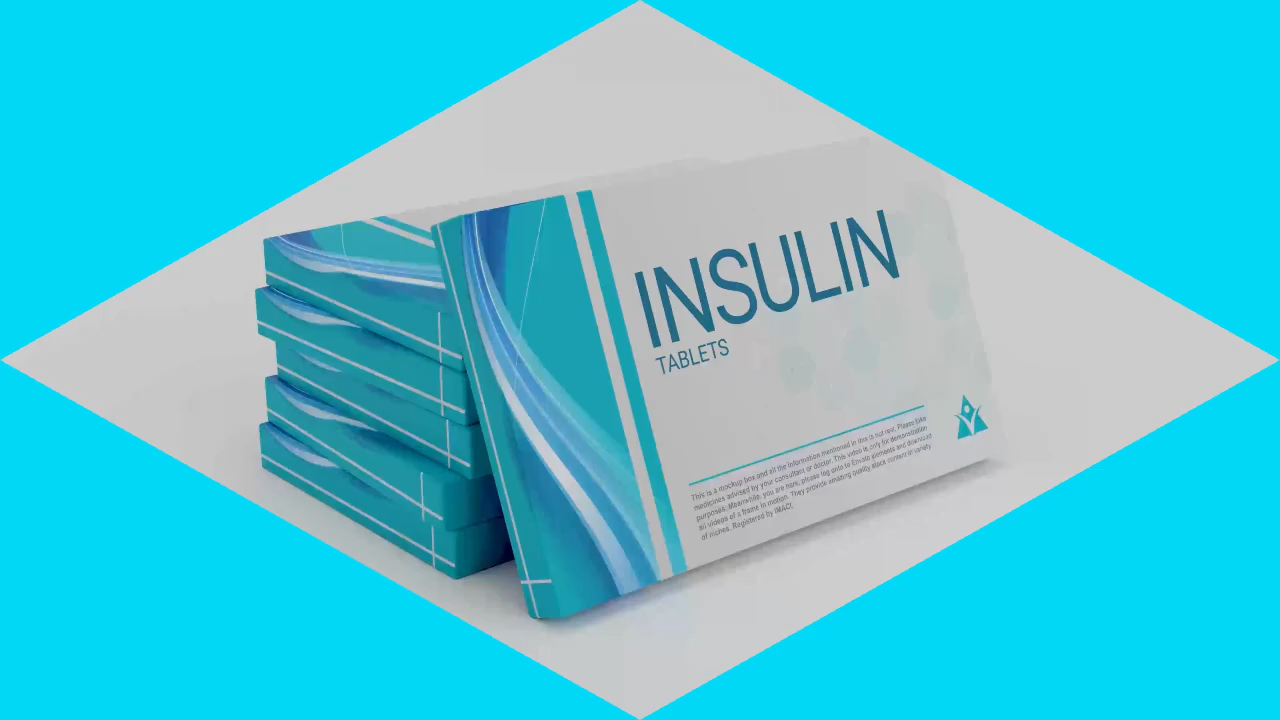 INSULIN
TABLETS
This is a mockup box and all the information mentioned in this is not real. Please take
medicines advised by your consultant or doctor. This video is only for demonstration
purposes. Meanwhile, you are here, please log onto to Envato elements and download
all videos of a frame in motion. They provide amazing quality stock content in variety
of niches. Registered by IMACI.